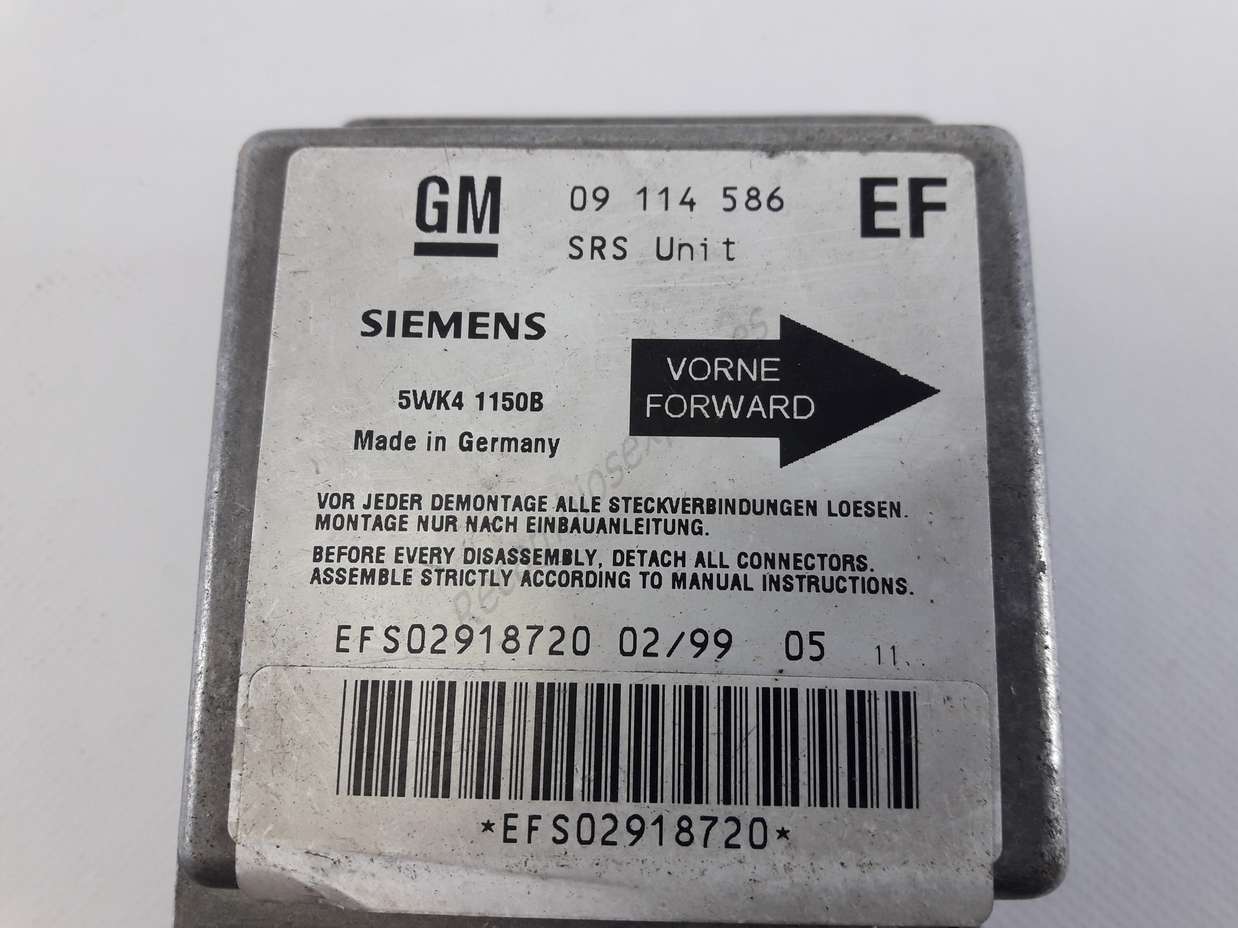 GM 09 114 586 EF
SRS Unit
SIEMENS
VORNE
FORWARD
5WK4 1150B
Made in Germany
VOR JEDER DEMONTAGE ALLE STECKVERBINDUNGEN LOESEN.
MONTAGE NUR NACH EINBAUANLEITUNG.
BEFORE EVERY DISASSEMBLY, DETACH ALL CONNECTORS.
ASSEMBLE STRICTLY ACCORDING TO MANUAL INSTRUCTIONS.
EFS02918720 02/99 05 11
*EFS02918720*